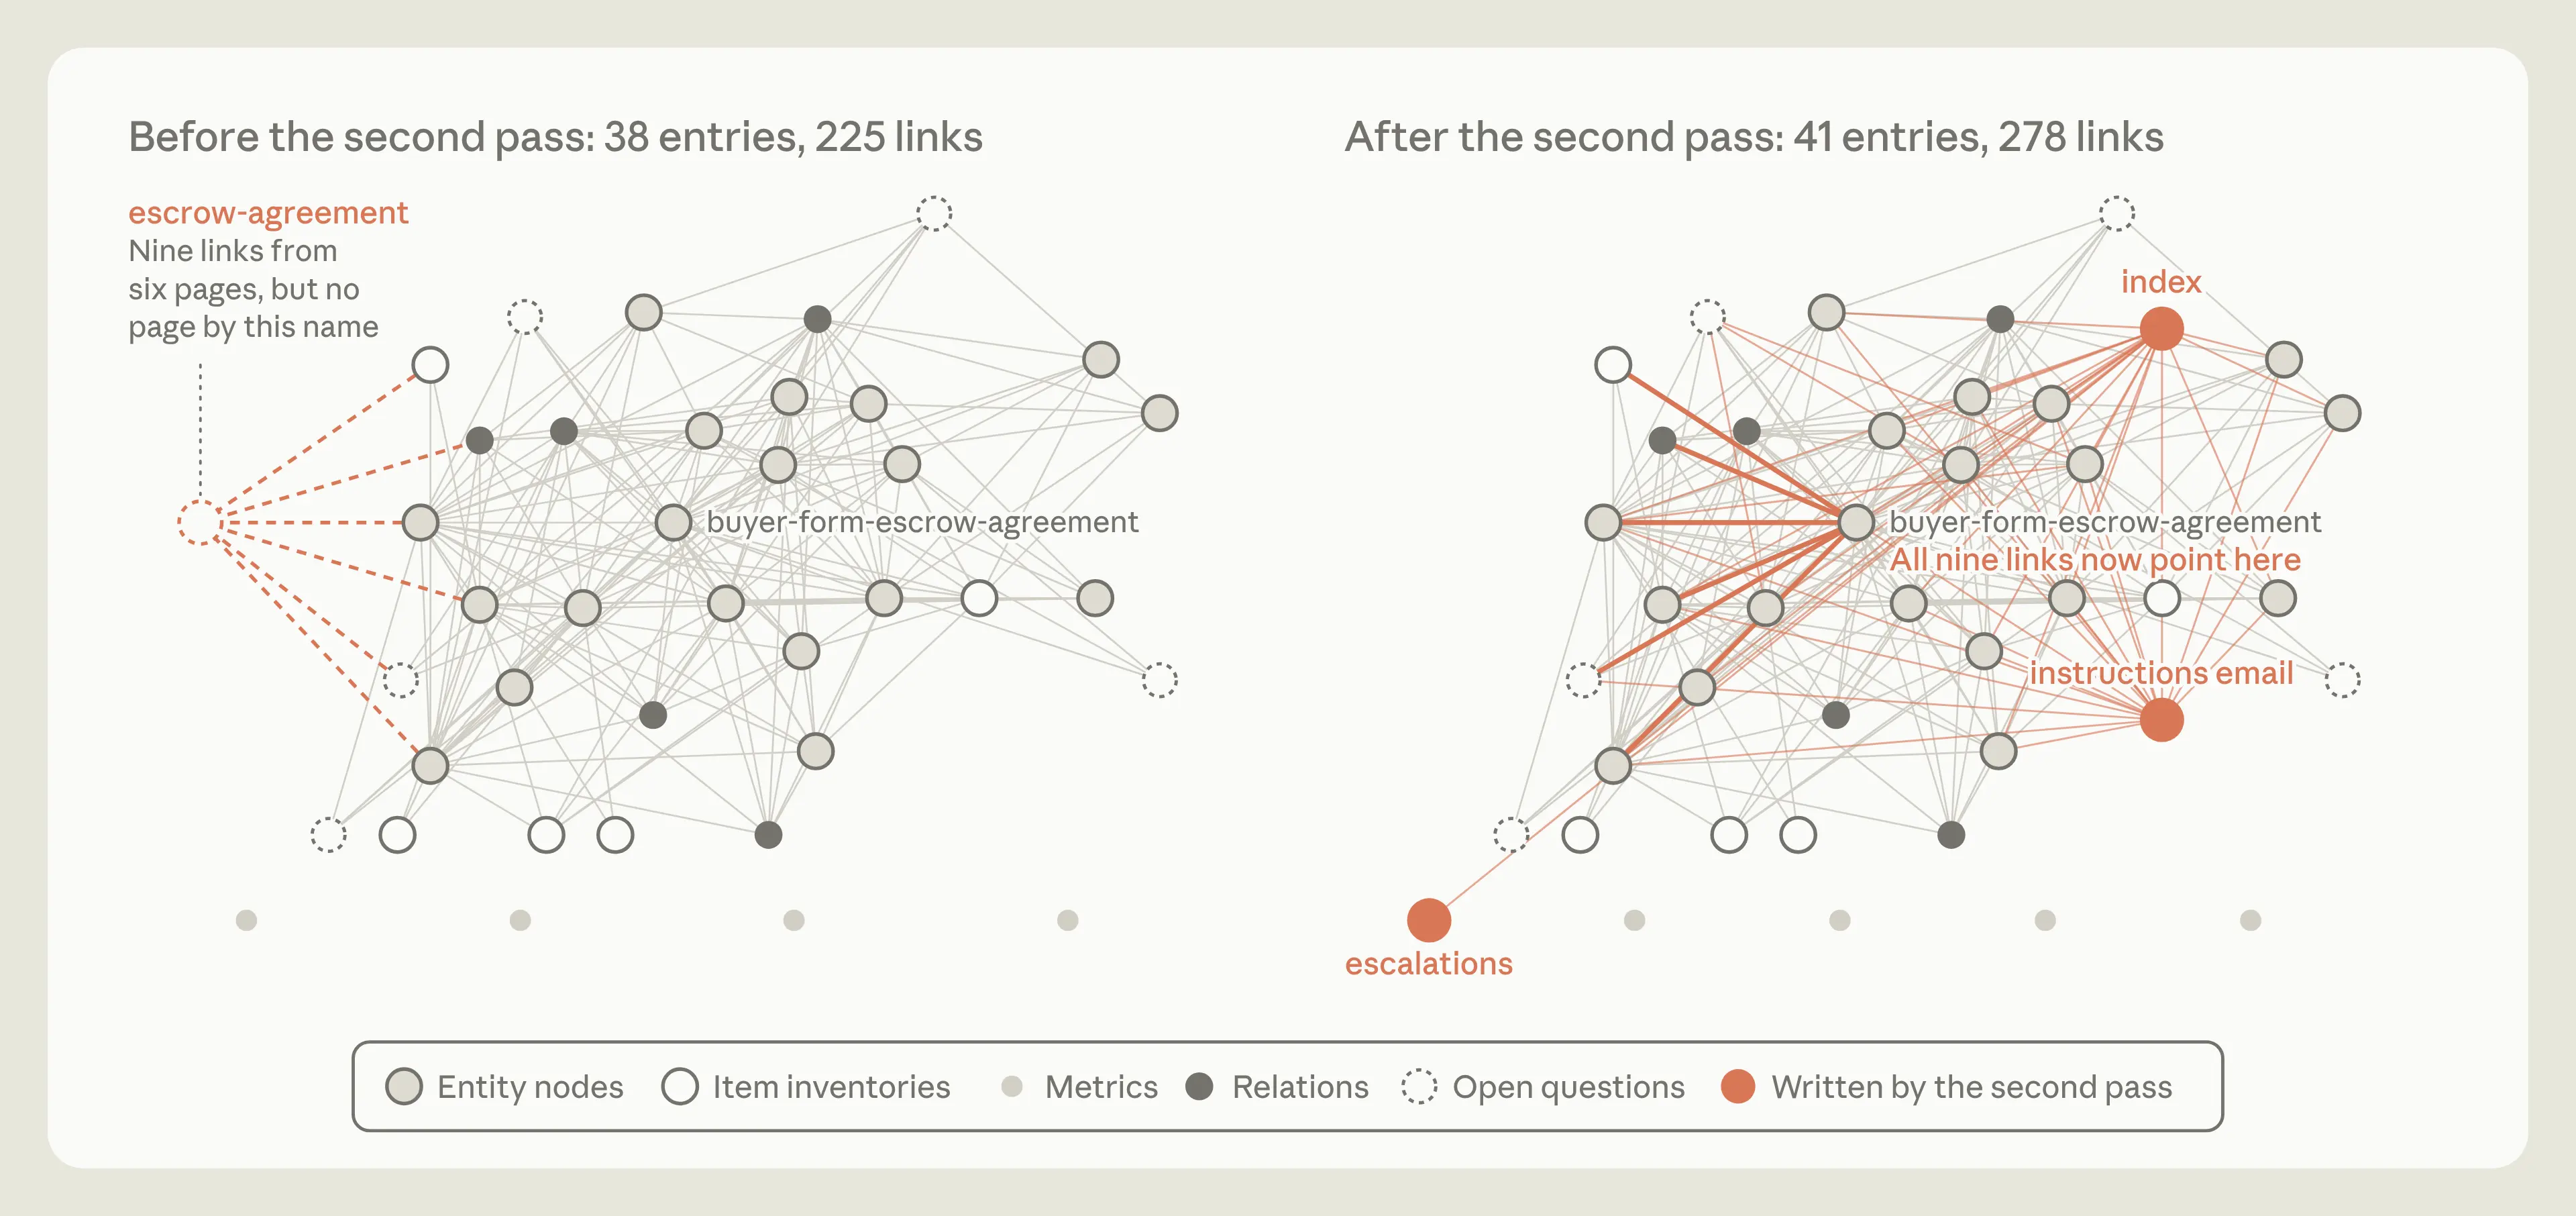 Before the second pass: 38 entries, 225 links
escrow-agreement
Nine links from
six pages, but no
page by this name
buyer-form-escrow-agreement
After the second pass: 41 entries, 278 links
index
buyer-form-escrow-agreement
All nine links now point here
instructions email
escalations
Entity nodes
Item inventories
Metrics
Relations
Open questions
Written by the second pass